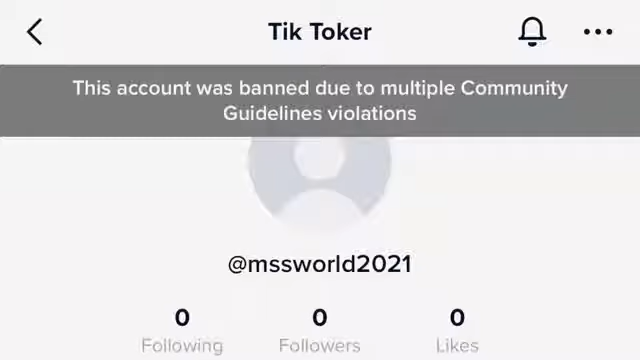 Tik Toker
This account was banned due to multiple Community
Guidelines violations
@mssworld2021
0 0 0
Following Followers Likes